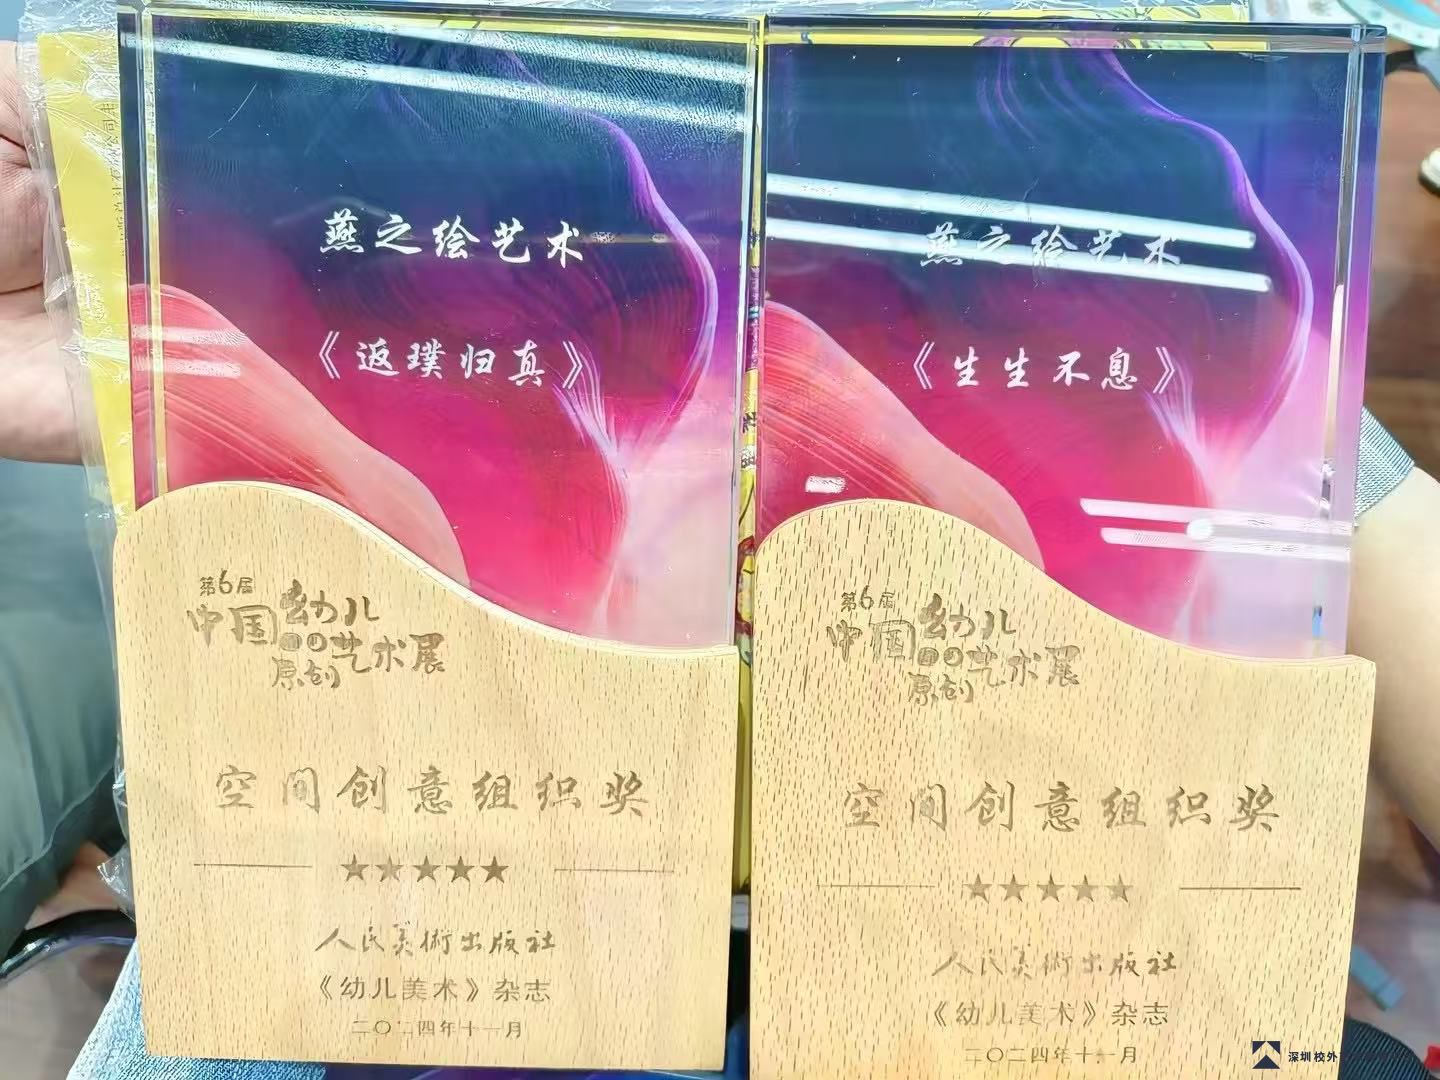 燕之绘艺术
《返璞归真》
第6届
中国幼儿
原创艺术展
空间创意组织奖
★★★★★
人民美術出版社
《幼儿美术》杂志
二〇二四年十一月
燕之绘艺术
《生生不息》
第6届
中国幼儿
原创艺术展
空间创意组织奖
★★★★★
人民美術出版社
《幼儿美术》杂志
二〇二四年十一月
深圳校外